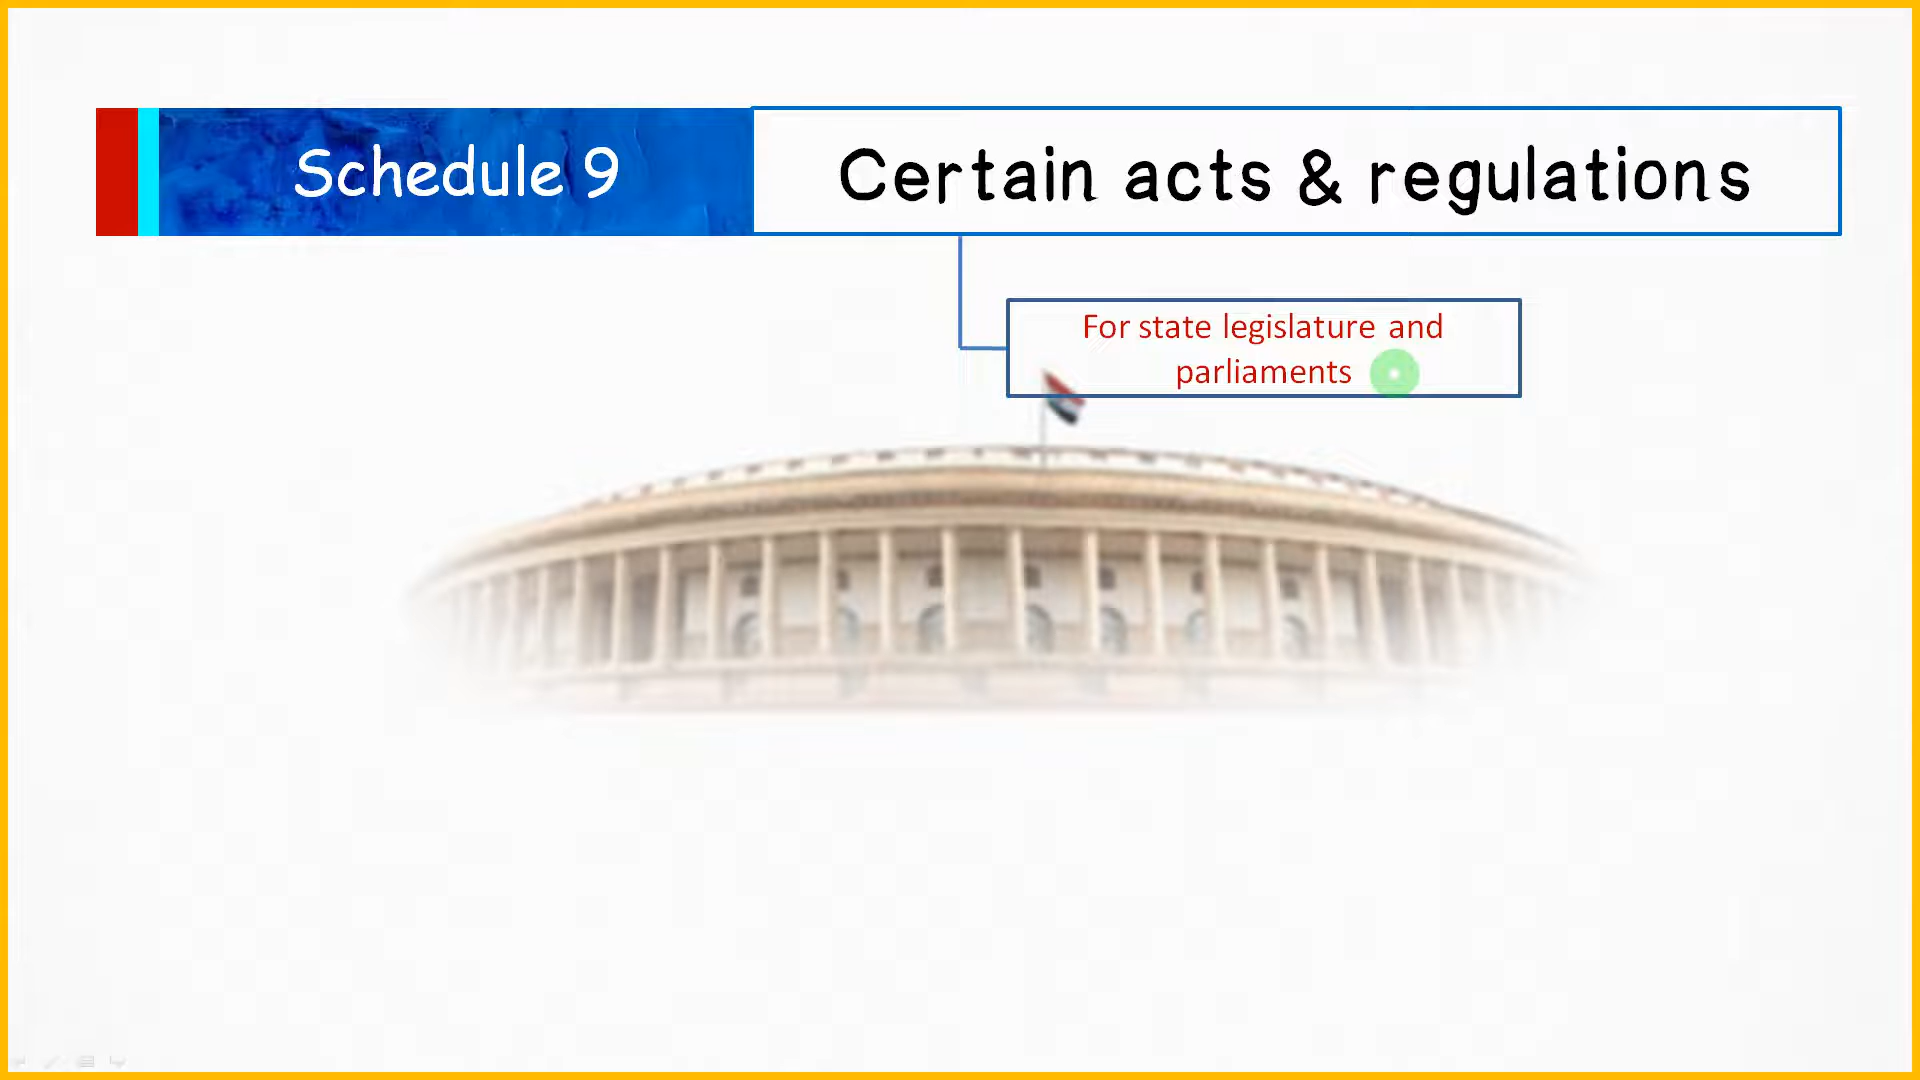 Schedule 9
Certain acts & regulations
For state legislature and
parliaments